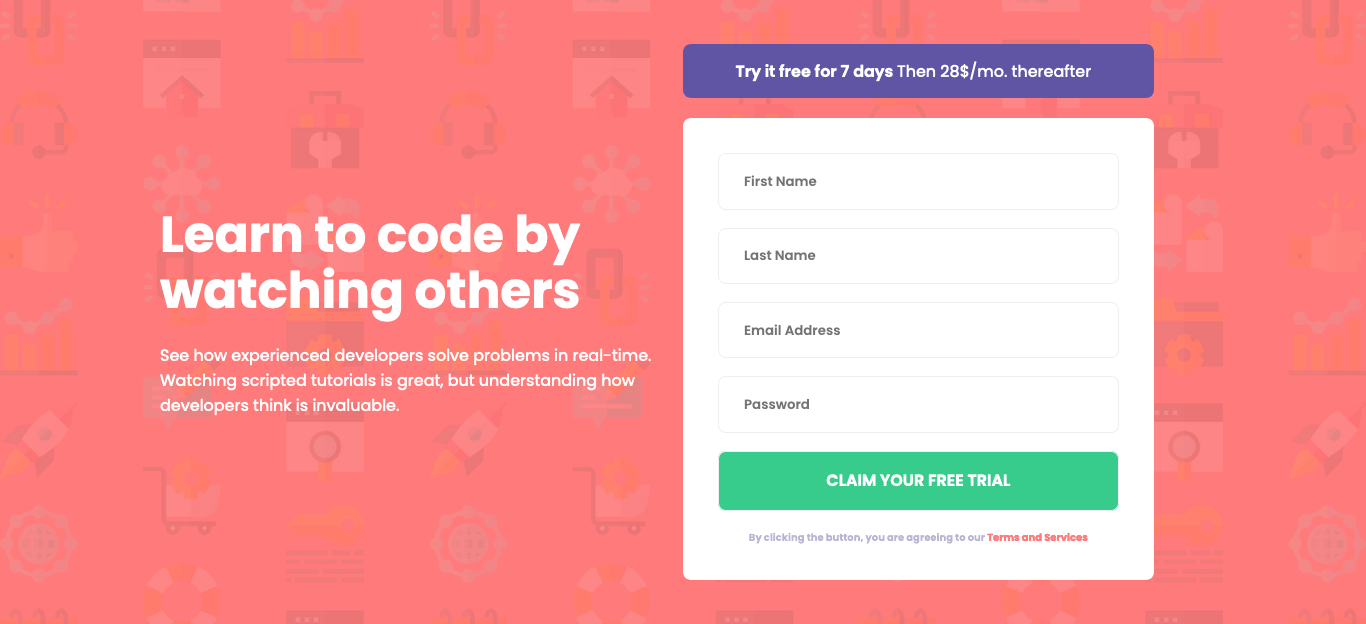 Learn to code by
watching others
See how experienced developers solve problems in real-time.
Watching scripted tutorials is great, but understanding how
developers think is invaluable.
Try it free for 7 days Then 28$/mo. thereafter
First Name
Last Name
Email Address
Password
CLAIM YOUR FREE TRIAL
By clicking the button, you are agreeing to our Terms and Services